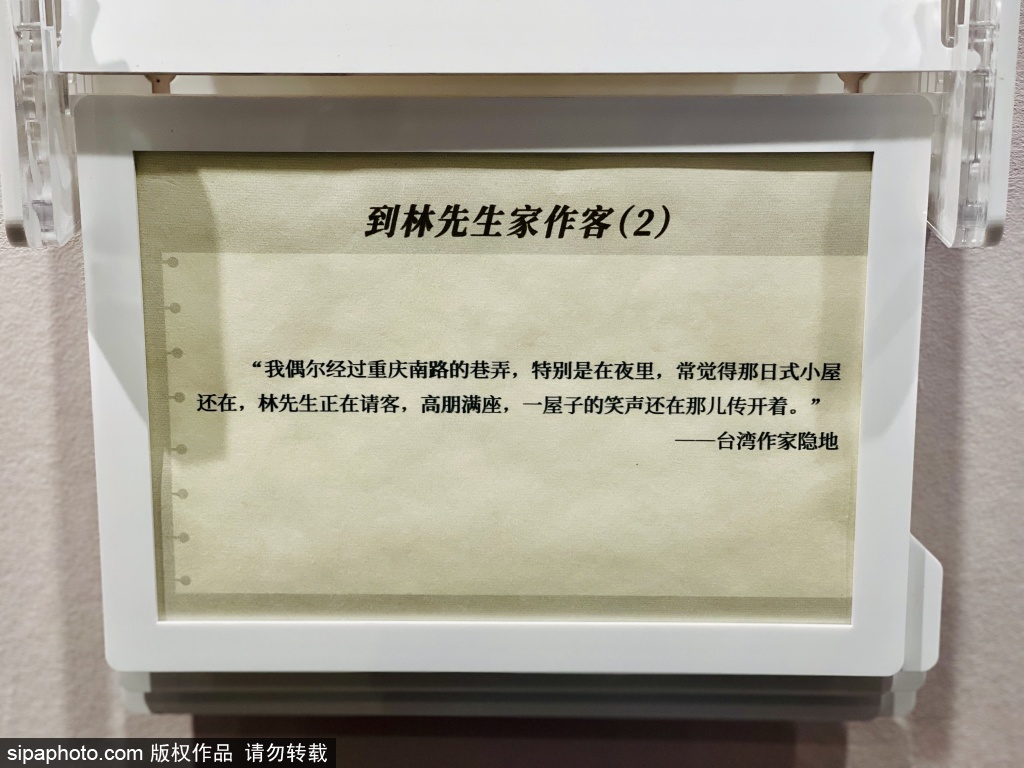 到林先生家作客(2)
“我偶尔经过重庆南路的巷弄，特别是在夜里，常觉得那日式小屋
还在，林先生正在请客，高朋满座，一屋子的笑声还在那儿传开着。”
——台湾作家隐地
sipaphoto.com 版权作品 请勿转载